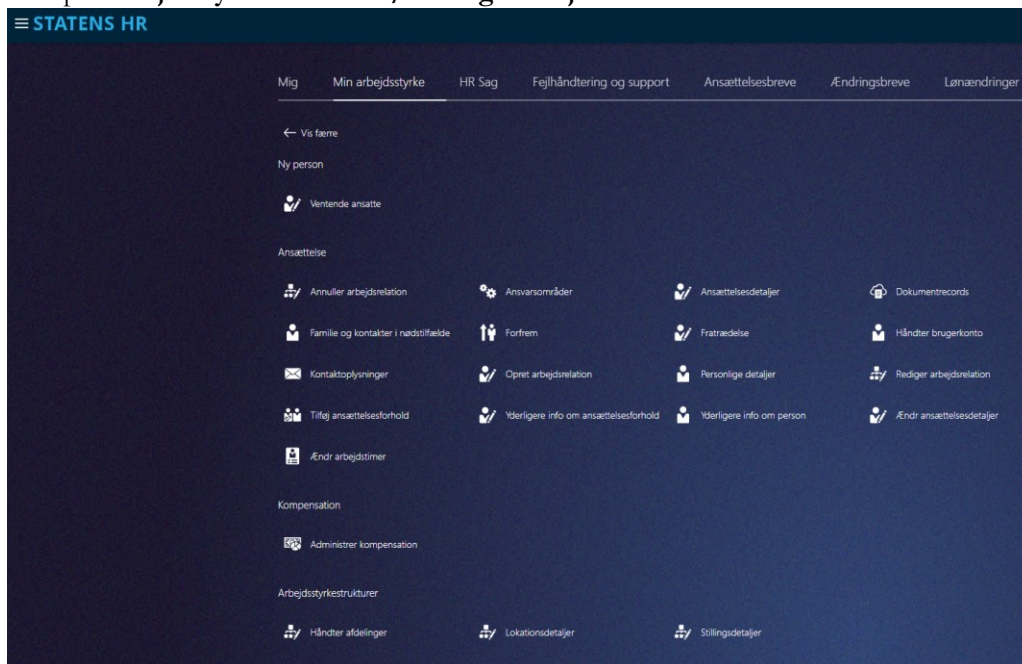 STATENS HR
Mig Min arbejdsstyrke HR Sag Fejlhåndtering og support Ansættelsesbreve Ændringsbreve Lønændringer
← Vis færre
Ny person
Ventende ansatte
Ansættelse
Annuller arbejdsrelation Ansvarsområder Ansættelsesdetaljer Dokumentrecords
Familie og kontakter i nødstilfælde Forfrem Fratrædelse Håndter brugerkonto
Kontaktoplysninger Opret arbejdsrelation Personlige detaljer Rediger arbejdsrelation
Tilføj ansættelsesforhold Yderligere info om ansættelsesforhold Yderligere info om person Ændr ansættelsesdetaljer
Ændr arbejdstimer
Kompensation
Administrer kompensation
Arbejdsstyrkestrukturer
Håndter afdelinger Lokationsdetaljer Stillingsdetaljer